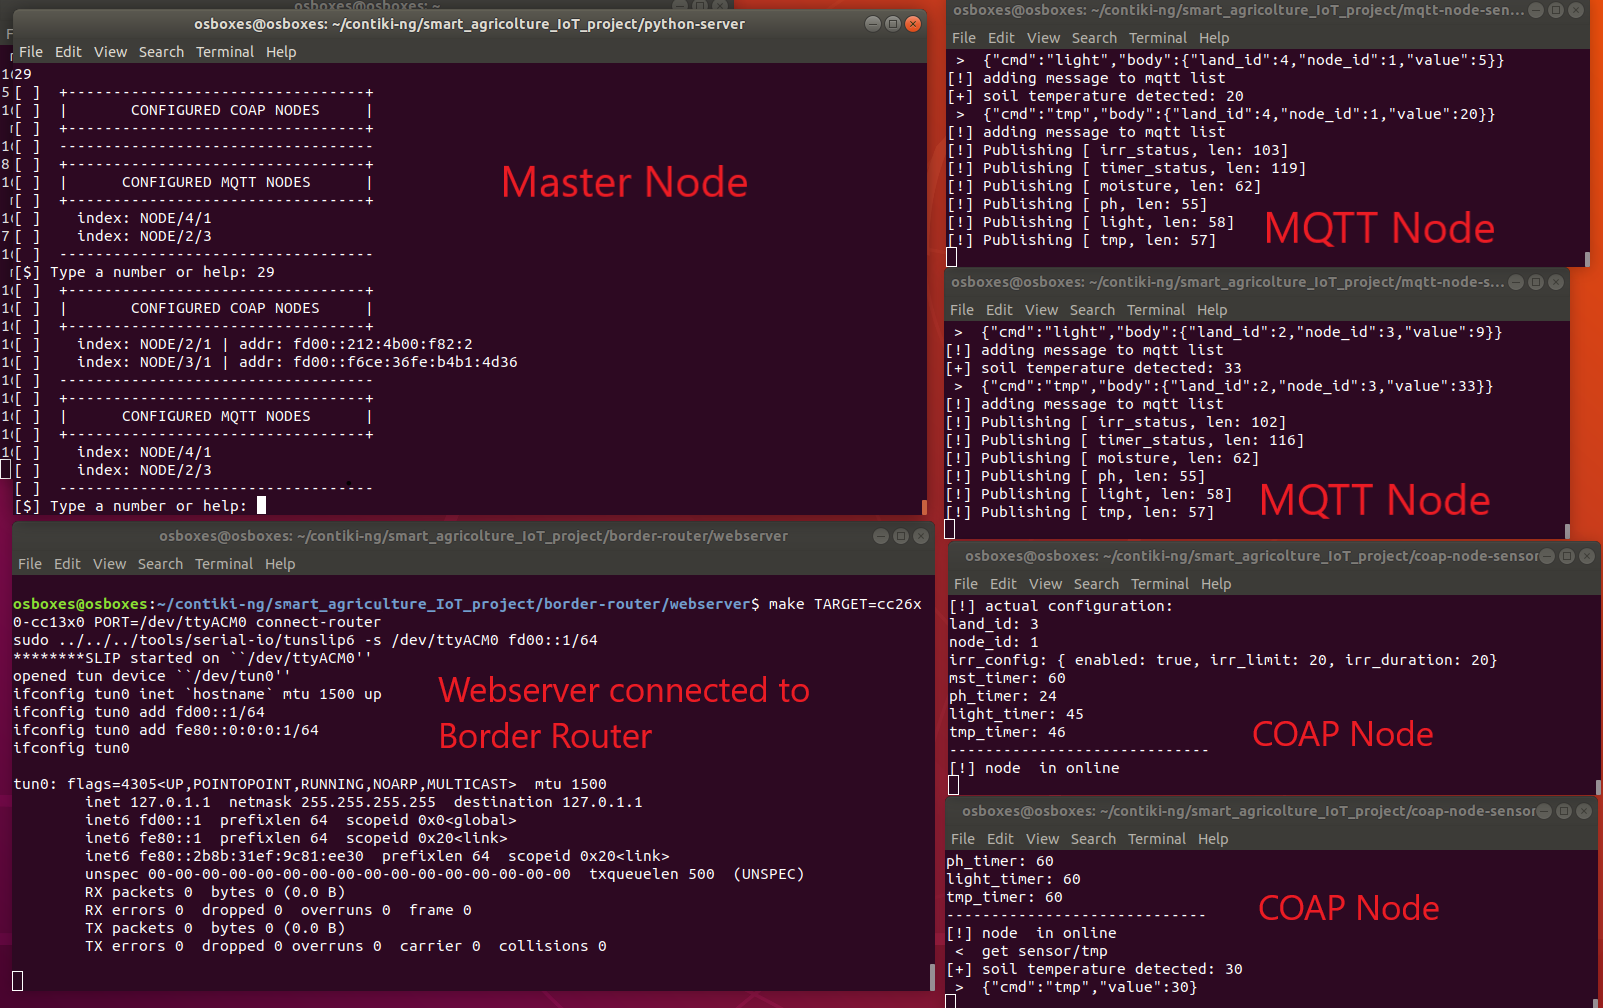 osboxes@osboxes: ~/contiki-ng/smart_agricolture_IoT_project/python-server
File Edit View Search Terminal Help
29
[ ]  +---------------------------------+
[ ]  |       CONFIGURED COAP NODES     |
[ ]  +---------------------------------+
[ ]  -----------------------------------
[ ]  +---------------------------------+
[ ]  |      CONFIGURED MQTT NODES      |
[ ]  +---------------------------------+
[ ]    index: NODE/4/1
[ ]    index: NODE/2/3
[ ]  -----------------------------------
[$] Type a number or help: 29
[ ]  +---------------------------------+
[ ]  |       CONFIGURED COAP NODES     |
[ ]  +---------------------------------+
[ ]    index: NODE/2/1 | addr: fd00::212:4b00:f82:2
[ ]    index: NODE/3/1 | addr: fd00::f6ce:36fe:b4b1:4d36
[ ]  -----------------------------------
[ ]  +---------------------------------+
[ ]  |      CONFIGURED MQTT NODES      |
[ ]  +---------------------------------+
[ ]    index: NODE/4/1
[ ]    index: NODE/2/3
[ ]  -----------------------------------
[$] Type a number or help:
Master Node
osboxes@osboxes: ~/contiki-ng/smart_agricolture_IoT_project/border-router/webserver
File Edit View Search Terminal Help
osboxes@osboxes:~/contiki-ng/smart_agriculture_IoT_project/border-router/webserver$ make TARGET=cc26x
0-cc13x0 PORT=/dev/ttyACM0 connect-router
sudo ../../../tools/serial-io/tunslip6 -s /dev/ttyACM0 fd00::1/64
********SLIP started on ``/dev/ttyACM0''
opened tun device ``/dev/tun0''
ifconfig tun0 inet `hostname` mtu 1500 up
ifconfig tun0 add fd00::1/64
ifconfig tun0 add fe80::0:0:0:1/64
ifconfig tun0
tun0: flags=4305<UP,POINTOPOINT,RUNNING,NOARP,MULTICAST>  mtu 1500
        inet 127.0.1.1  netmask 255.255.255.255  destination 127.0.1.1
        inet6 fd00::1  prefixlen 64  scopeid 0x0<global>
        inet6 fe80::1  prefixlen 64  scopeid 0x20<link>
        inet6 fe80::2b8b:31ef:9c81:ee30  prefixlen 64  scopeid 0x20<link>
        unspec 00-00-00-00-00-00-00-00-00-00-00-00-00-00-00-00  txqueuelen 500  (UNSPEC)
        RX packets 0  bytes 0 (0.0 B)
        RX errors 0  dropped 0  overruns 0  frame 0
        TX packets 0  bytes 0 (0.0 B)
        TX errors 0  dropped 0 overruns 0  carrier 0  collisions 0
Webserver connected to
Border Router
osboxes@osboxes: ~/contiki-ng/smart_agricolture_IoT_project/mqtt-node-sen...
File Edit View Search Terminal Help
 >  {"cmd":"light","body":{"land_id":4,"node_id":1,"value":5}}
[!] adding message to mqtt list
[+] soil temperature detected: 20
 >  {"cmd":"tmp","body":{"land_id":4,"node_id":1,"value":20}}
[!] adding message to mqtt list
[!] Publishing [ irr_status, len: 103]
[!] Publishing [ timer_status, len: 119]
[!] Publishing [ moisture, len: 62]
[!] Publishing [ ph, len: 55]
[!] Publishing [ light, len: 58]
[!] Publishing [ tmp, len: 57]
MQTT Node
osboxes@osboxes: ~/contiki-ng/smart_agricolture_IoT_project/mqtt-node-s...
File Edit View Search Terminal Help
 >  {"cmd":"light","body":{"land_id":2,"node_id":3,"value":9}}
[!] adding message to mqtt list
[+] soil temperature detected: 33
 >  {"cmd":"tmp","body":{"land_id":2,"node_id":3,"value":33}}
[!] adding message to mqtt list
[!] Publishing [ irr_status, len: 102]
[!] Publishing [ timer_status, len: 116]
[!] Publishing [ moisture, len: 62]
[!] Publishing [ ph, len: 55]
[!] Publishing [ light, len: 58]
[!] Publishing [ tmp, len: 57]
MQTT Node
osboxes@osboxes: ~/contiki-ng/smart_agricolture_IoT_project/coap-node-sensor
File Edit View Search Terminal Help
[!] actual configuration:
land_id: 3
node_id: 1
irr_config: { enabled: true, irr_limit: 20, irr_duration: 20}
mst_timer: 60
ph_timer: 24
light_timer: 45
tmp_timer: 46
-----------------------------
[!] node  in online
COAP Node
osboxes@osboxes: ~/contiki-ng/smart_agricolture_IoT_project/coap-node-sensor
File Edit View Search Terminal Help
ph_timer: 60
light_timer: 60
tmp_timer: 60
-----------------------------
[!] node  in online
 <  get sensor/tmp
[+] soil temperature detected: 30
 >  {"cmd":"tmp","value":30}
COAP Node